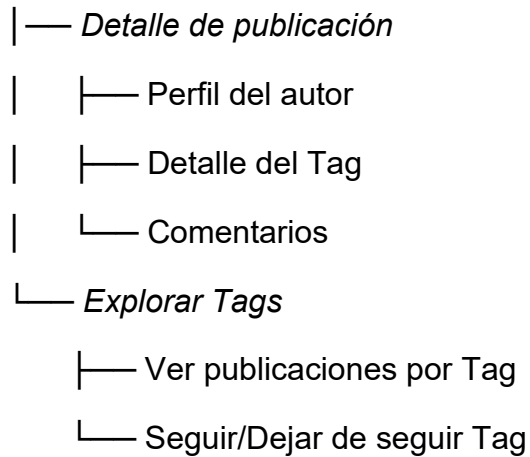 │── Detalle de publicación
│ ├── Perfil del autor
│ ├── Detalle del Tag
│ └── Comentarios
└── Explorar Tags
├── Ver publicaciones por Tag
└── Seguir/Dejar de seguir Tag